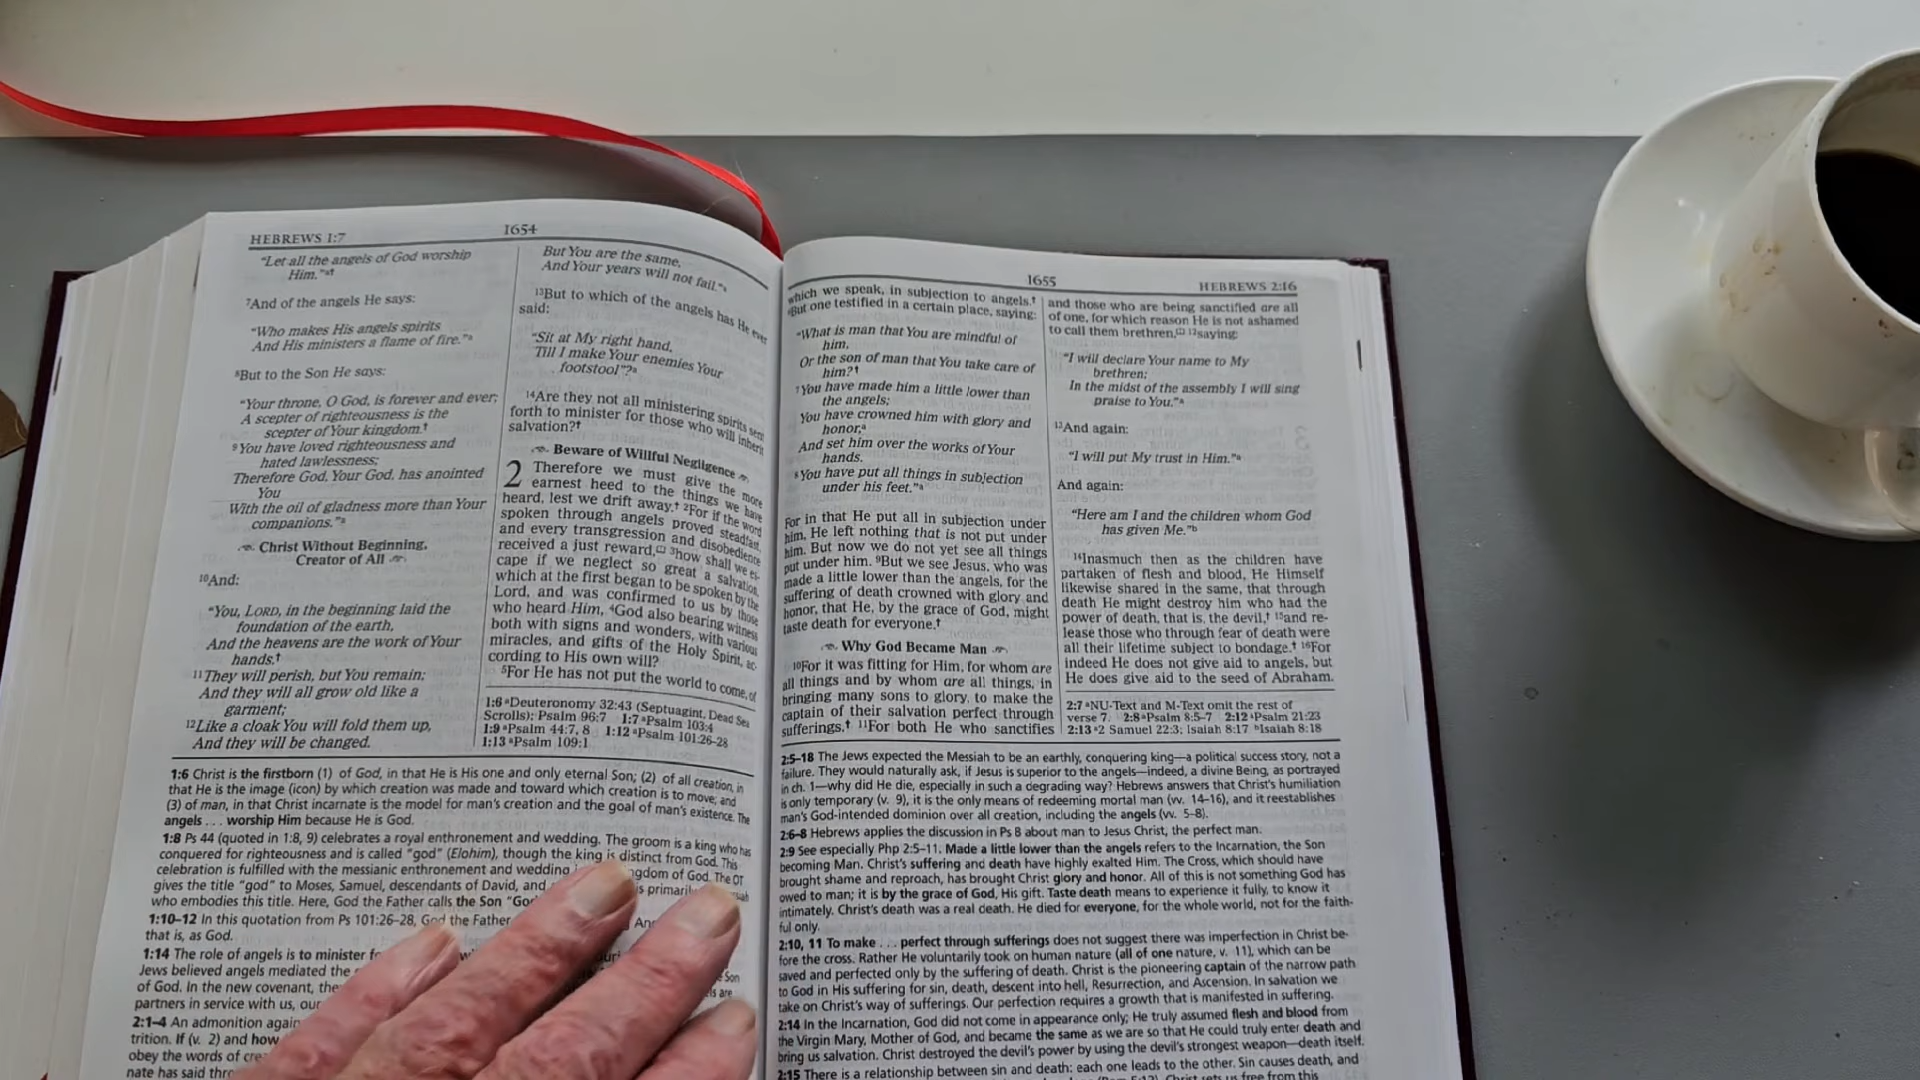 HEBREWS 1:7
1654
"Let all the angels of God worship
Him."a†
7And of the angels He says:
"Who makes His angels spirits
And His ministers a flame of fire."a
8But to the Son He says:
"Your throne, O God, is forever and ever;
A scepter of righteousness is the
scepter of Your kingdom.†
9You have loved righteousness and
hated lawlessness;
Therefore God, Your God, has anointed
You
With the oil of gladness more than Your
companions."a
Christ Without Beginning,
Creator of All
10And:
"You, LORD, in the beginning laid the
foundation of the earth,
And the heavens are the work of Your
hands.†
11They will perish, but You remain;
And they will all grow old like a
garment;
12Like a cloak You will fold them up,
And they will be changed.
But You are the same,
And Your years will not fail."a
13But to which of the angels has He ever
said:
"Sit at My right hand,
Till I make Your enemies Your
footstool"?a
14Are they not all ministering spirits sent
forth to minister for those who will inherit
salvation?†
Beware of Willful Negligence
2 Therefore we must give the more
earnest heed to the things we have
heard, lest we drift away.† 2For if the word
spoken through angels proved steadfast,
and every transgression and disobedience
received a just reward, 3how shall we es-
cape if we neglect so great a salvation,
which at the first began to be spoken by the
Lord, and was confirmed to us by those
who heard Him, 4God also bearing witness
both with signs and wonders, with various
miracles, and gifts of the Holy Spirit, ac-
cording to His own will?
5For He has not put the world to come, of
1:6 aDeuteronomy 32:43 (Septuagint, Dead Sea
Scrolls); Psalm 96:7 1:7 aPsalm 103:4
1:9 aPsalm 44:7, 8 1:12 aPsalm 101:26–28
1:13 aPsalm 109:1
1:6 Christ is the firstborn (1) of God, in that He is His one and only eternal Son; (2) of all creation, in
that He is the image (icon) by which creation was made and toward which creation is to move; and
(3) of man, in that Christ incarnate is the model for man's creation and the goal of man's existence. The
angels . . . worship Him because He is God.
1:8 Ps 44 (quoted in 1:8, 9) celebrates a royal enthronement and wedding. The groom is a king who has
conquered for righteousness and is called "god" (Elohim), though the king is distinct from God. This
celebration is fulfilled with the messianic enthronement and wedding ngdom of God. The OT
gives the title "god" to Moses, Samuel, descendants of David, and s primarily
who embodies this title. Here, God the Father calls the Son "God
1:10–12 In this quotation from Ps 101:26–28, God the Father
that is, as God.
1:14 The role of angels is to minister
Jews believed angels mediated the
of God. In the new covenant, the
partners in service with us, our
2:1–4 An admonition again
trition. If (v. 2) and how
obey the words of
nate has said
1655
HEBREWS 2:16
which we speak, in subjection to angels.†
6But one testified in a certain place, saying:
"What is man that You are mindful of
him,
Or the son of man that You take care of
him?†
7You have made him a little lower than
the angels;
You have crowned him with glory and
honor,a
And set him over the works of Your
hands.
8You have put all things in subjection
under his feet."a
For in that He put all in subjection under
him, He left nothing that is not put under
him. But now we do not yet see all things
put under him. 9But we see Jesus, who was
made a little lower than the angels, for the
suffering of death crowned with glory and
honor, that He, by the grace of God, might
taste death for everyone.†
Why God Became Man
10For it was fitting for Him, for whom are
all things and by whom are all things, in
bringing many sons to glory, to make the
captain of their salvation perfect through
sufferings.† 11For both He who sanctifies
and those who are being sanctified are all
of one, for which reason He is not ashamed
to call them brethren, 12saying:
"I will declare Your name to My
brethren;
In the midst of the assembly I will sing
praise to You."a
13And again:
"I will put My trust in Him."a
And again:
"Here am I and the children whom God
has given Me."b
14Inasmuch then as the children have
partaken of flesh and blood, He Himself
likewise shared in the same, that through
death He might destroy him who had the
power of death, that is, the devil,† 15and re-
lease those who through fear of death were
all their lifetime subject to bondage.† 16For
indeed He does not give aid to angels, but
He does give aid to the seed of Abraham.
2:7 aNU-Text and M-Text omit the rest of
verse 7. 2:8 aPsalm 8:5–7 2:12 aPsalm 21:23
2:13 a2 Samuel 22:3; Isaiah 8:17 bIsaiah 8:18
2:5–18 The Jews expected the Messiah to be an earthly, conquering king—a political success story, not a
failure. They would naturally ask, if Jesus is superior to the angels—indeed, a divine Being, as portrayed
in ch. 1—why did He die, especially in such a degrading way? Hebrews answers that Christ's humiliation
is only temporary (v. 9), it is the only means of redeeming mortal man (vv. 14–16), and it reestablishes
man's God-intended dominion over all creation, including the angels (vv. 5–8).
2:6–8 Hebrews applies the discussion in Ps 8 about man to Jesus Christ, the perfect man.
2:9 See especially Php 2:5–11. Made a little lower than the angels refers to the Incarnation, the Son
becoming Man. Christ's suffering and death have highly exalted Him. The Cross, which should have
brought shame and reproach, has brought Christ glory and honor. All of this is not something God has
owed to man; it is by the grace of God, His gift. Taste death means to experience it fully, to know it
intimately. Christ's death was a real death. He died for everyone, for the whole world, not for the faith-
ful only.
2:10, 11 To make . . . perfect through sufferings does not suggest there was imperfection in Christ be-
fore the cross. Rather He voluntarily took on human nature (all of one nature, v. 11), which can be
saved and perfected only by the suffering of death. Christ is the pioneering captain of the narrow path
to God in His suffering for sin, death, descent into hell, Resurrection, and Ascension. In salvation we
take on Christ's way of sufferings. Our perfection requires a growth that is manifested in suffering.
2:14 In the Incarnation, God did not come in appearance only; He truly assumed flesh and blood from
the Virgin Mary, Mother of God, and became the same as we are so that He could truly enter death and
bring us salvation. Christ destroyed the devil's power by using the devil's strongest weapon—death itself.
2:15 There is a relationship between sin and death: each one leads to the other. Sin causes death, and